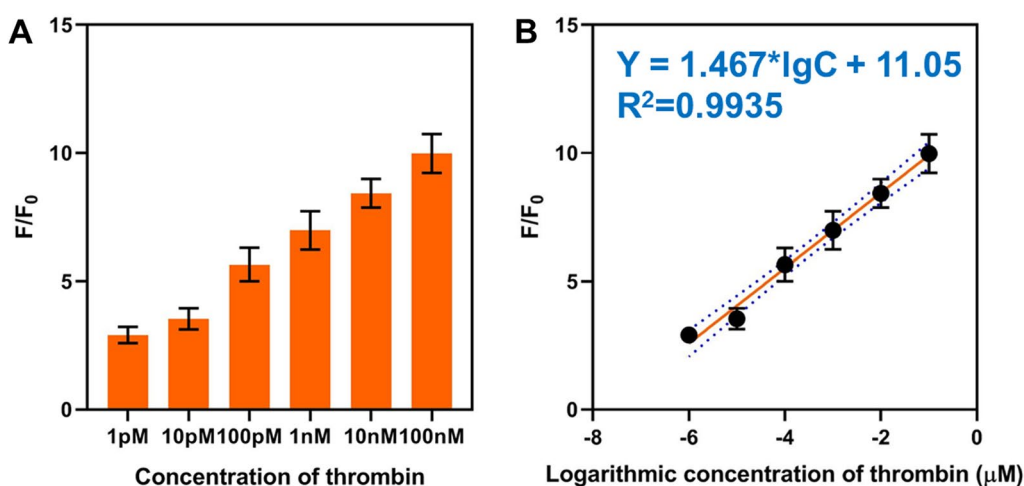 A
15
10
5
0
F/F₀
1pM 10pM 100pM 1nM 10nM 100nM
Concentration of thrombin
B
Y = 1.467*lgC + 11.05
R²=0.9935
15
10
5
0
F/F₀
-8 -6 -4 -2 0
Logarithmic concentration of thrombin (μM)